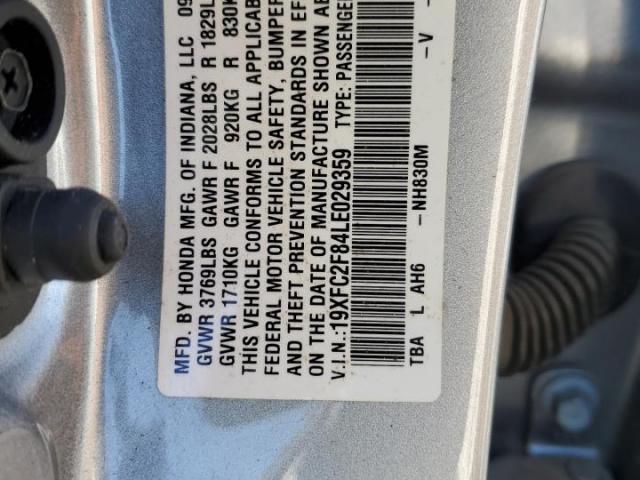 MFD. BY HONDA MFG. OF INDIANA, LLC 09
GVWR 3769LBS GAWR F 2028LBS R 1829L
GVWR 1710KG GAWR F 920KG R 830K
THIS VEHICLE CONFORMS TO ALL APPLICAB
FEDERAL MOTOR VEHICLE SAFETY, BUMPER
AND THEFT PREVENTION STANDARDS IN EF
ON THE DATE OF MANUFACTURE SHOWN AB
V.I.N.:19XFC2F84LE029359 TYPE: PASSENGER
TBA L AH6 -NH830M -V -